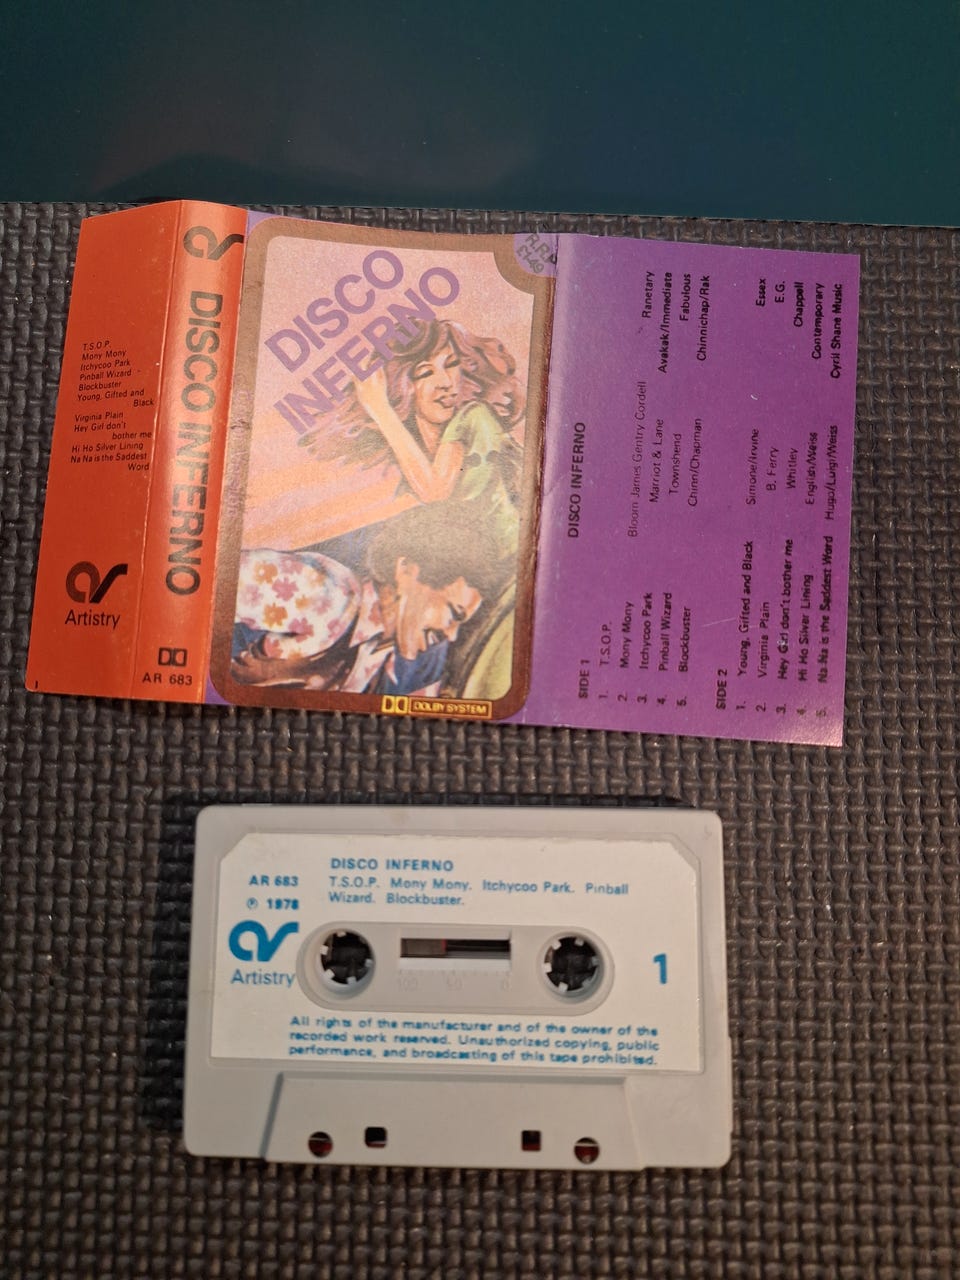 T.S.O.P.
Mony Mony
Itchycoo Park
Pinball Wizard
Blockbuster
Young, Gifted and
Black
Virginia Plain
Hey Girl don't
bother me
Hi Ho Silver Lining
Na Na is the Saddest
Word
Artistry
DISCO INFERNO
AR 683
DISCO
INFERNO
R.R.P.
£1.49
DOLBY SYSTEM
DISCO INFERNO
SIDE 1
1. T.S.O.P. Ranetary
2. Mony Mony Bloom James Gentry Cordell Avakak/Immediate
3. Itchycoo Park Marriot & Lane Fabulous
4. Pinball Wizard Townshend Chinnichap/Rak
5. Blockbuster Chinn/Chapman
SIDE 2
1. Young, Gifted and Black Simone/Irvine Essex
2. Virginia Plain B. Ferry E.G.
3. Hey Girl don't bother me Whitley Chappell
4. Hi Ho Silver Lining English/Weiss Contemporary
5. Na Na is the Saddest Word Hugo/Luigi/Weiss Cyril Shane Music
DISCO INFERNO
AR 683
T.S.O.P. Mony Mony. Itchycoo Park. Pinball
Wizard. Blockbuster.
℗ 1978
Artistry
1
100 50 0
All rights of the manufacturer and of the owner of the
recorded work reserved. Unauthorized copying, public
performance, and broadcasting of this tape prohibited.